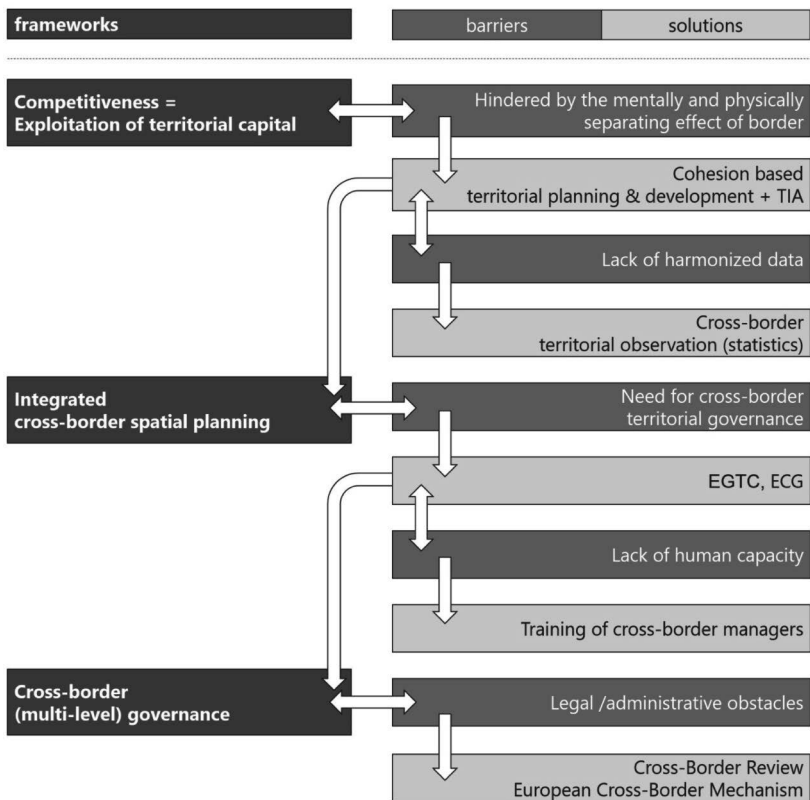 frameworks
barriers
solutions
Competitiveness =
Exploitation of territorial capital
Hindered by the mentally and physically
separating effect of border
Cohesion based
territorial planning & development + TIA
Lack of harmonized data
Cross-border
territorial observation (statistics)
Integrated
cross-border spatial planning
Need for cross-border
territorial governance
EGTC, ECG
Lack of human capacity
Training of cross-border managers
Cross-border
(multi-level) governance
Legal /administrative obstacles
Cross-Border Review
European Cross-Border Mechanism